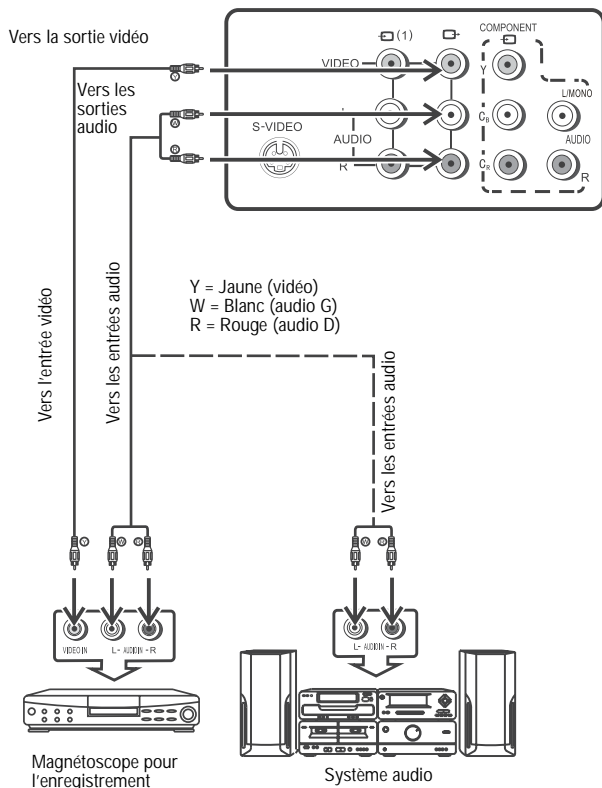 Vers la sortie vidéo
COMPONENT
(1)
VIDEO
Y
Y
Vers les
sorties
audio
L/MONO
W
S-VIDEO
CB
AUDIO
AUDIO
R
R
CR
R
Y = Jaune (vidéo)
W = Blanc (audio G)
R = Rouge (audio D)
Vers l'entrée vidéo
Vers les entrées audio
Vers les entrées audio
Y
W
R
W
R
VIDEO IN
L- AUDIO IN -R
L- AUDIO IN -R
Magnétoscope pour
l'enregistrement
Système audio